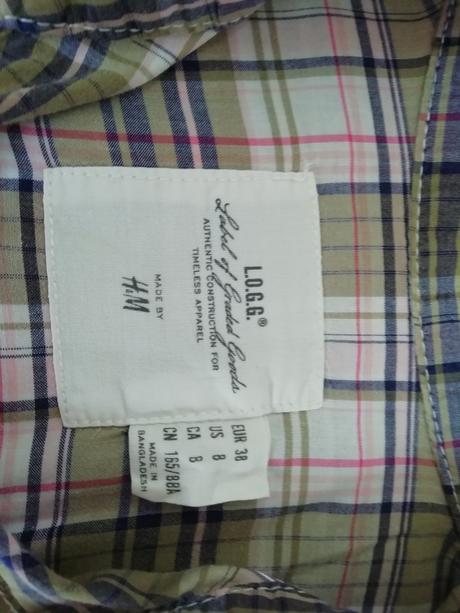 L.O.G.G.®
Label of Graded Goods
AUTHENTIC CONSTRUCTION FOR
TIMELESS APPAREL
MADE BY
H&M
EUR 38
US 8
CA 8
CN 165/88A
MADE IN
BANGLADESH